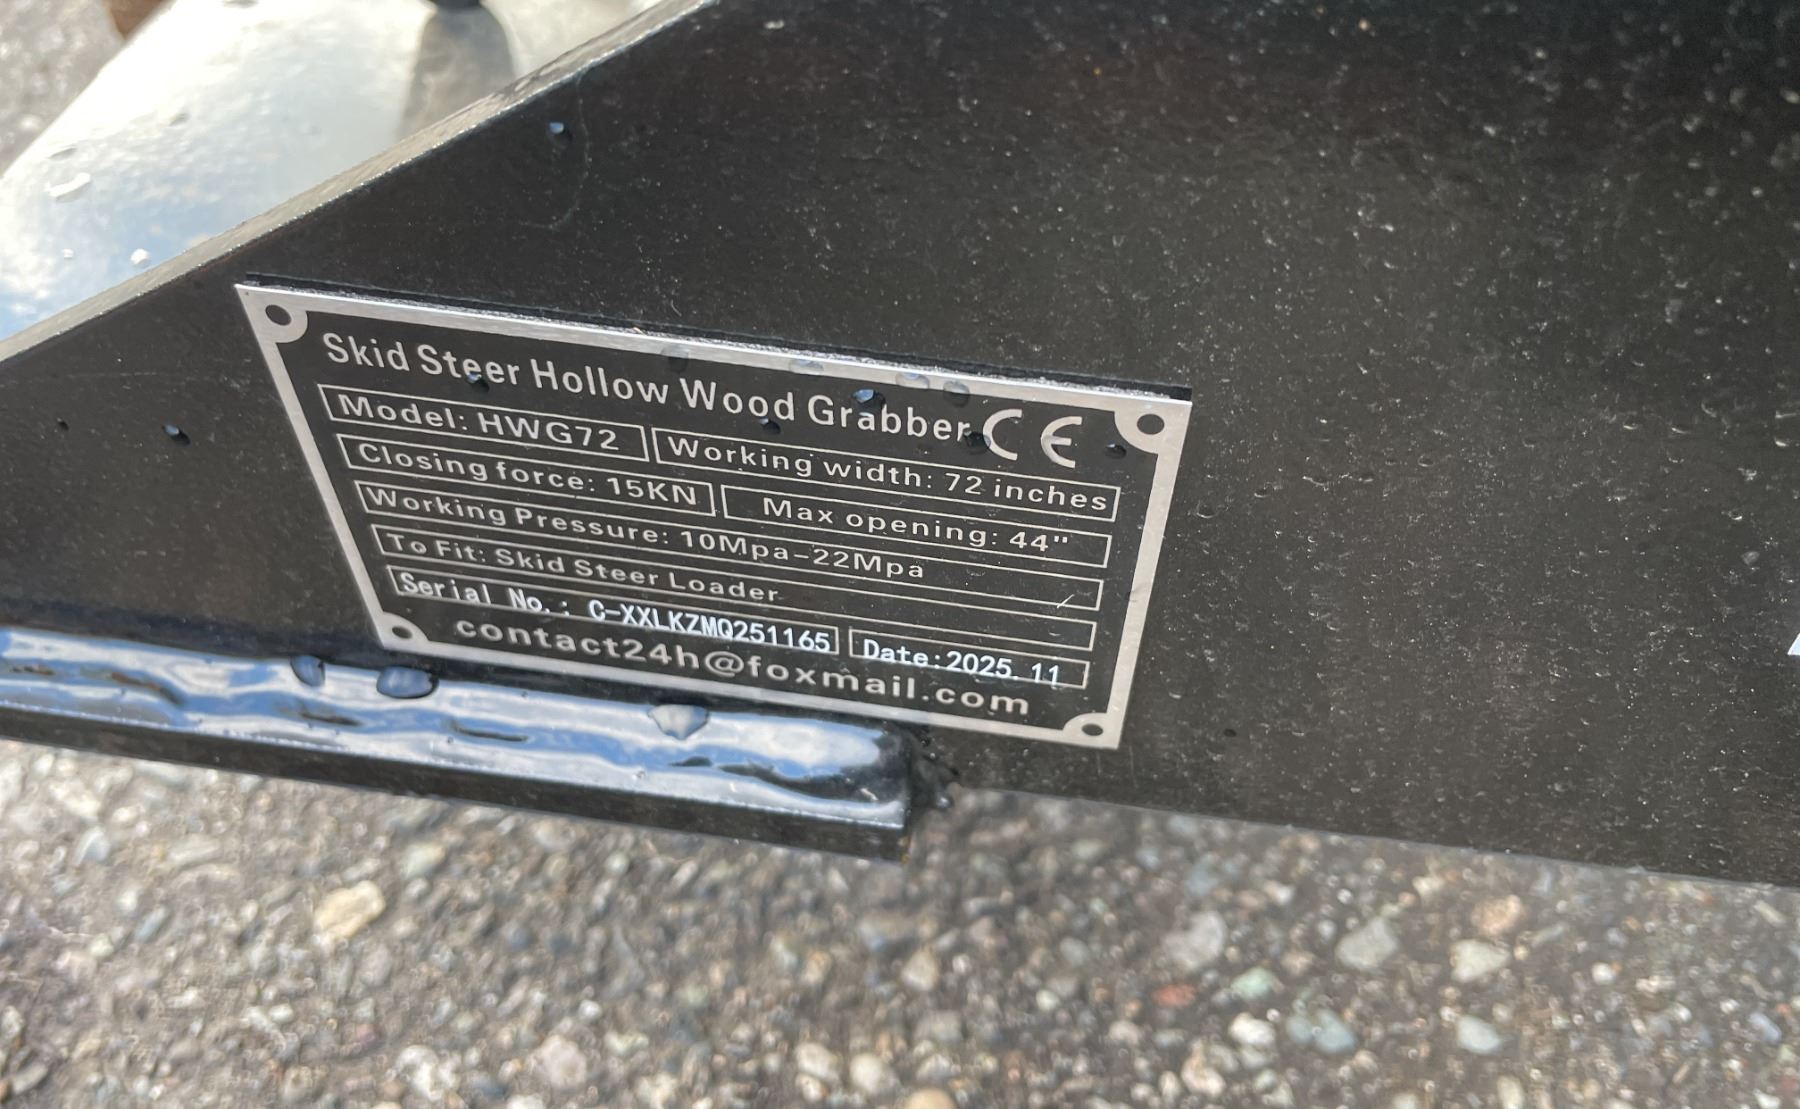 Skid Steer Hollow Wood Grabber CE
Model: HWG72 Working width: 72 inches
Closing force: 15KN Max opening: 44"
Working Pressure: 10Mpa-22Mpa
To Fit: Skid Steer Loader
Serial No.: C-XXLKZMQ251165 Date:2025.11
contact24h@foxmail.com